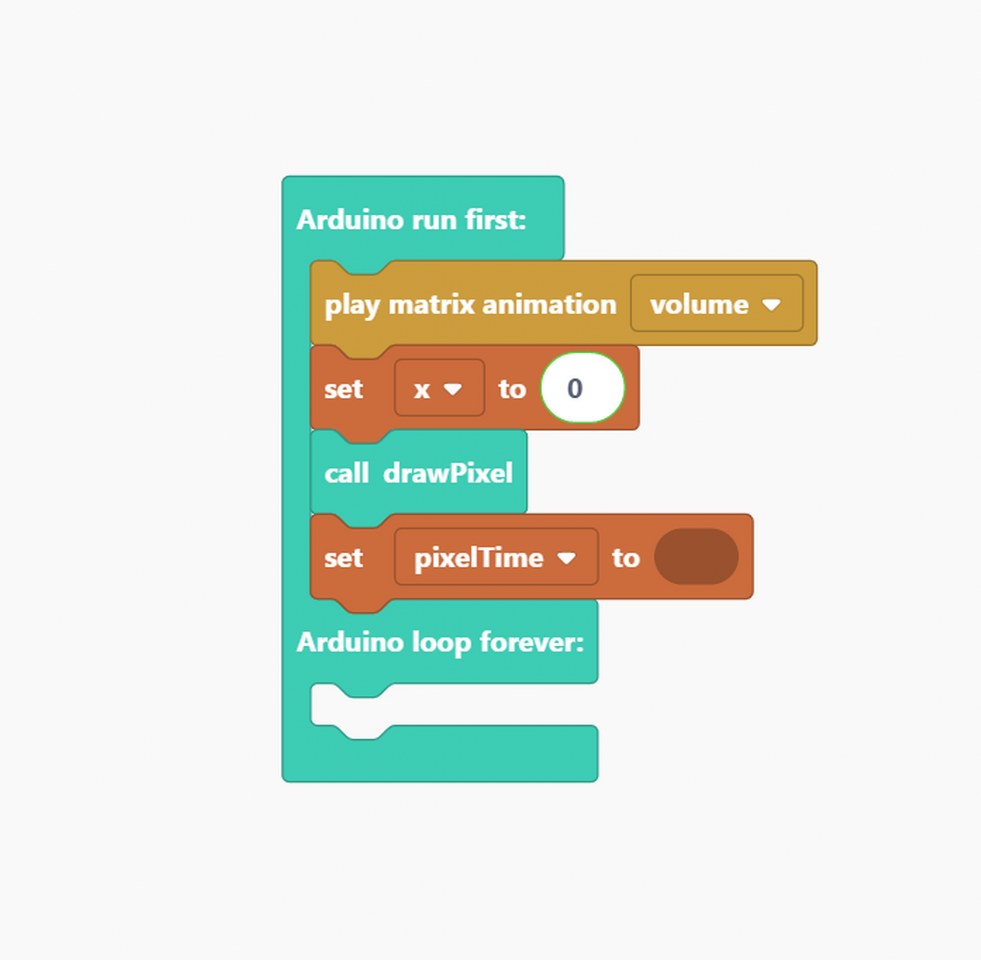 Arduino run first:
play matrix animation volume
set x to 0
call drawPixel
set pixelTime to
Arduino loop forever: